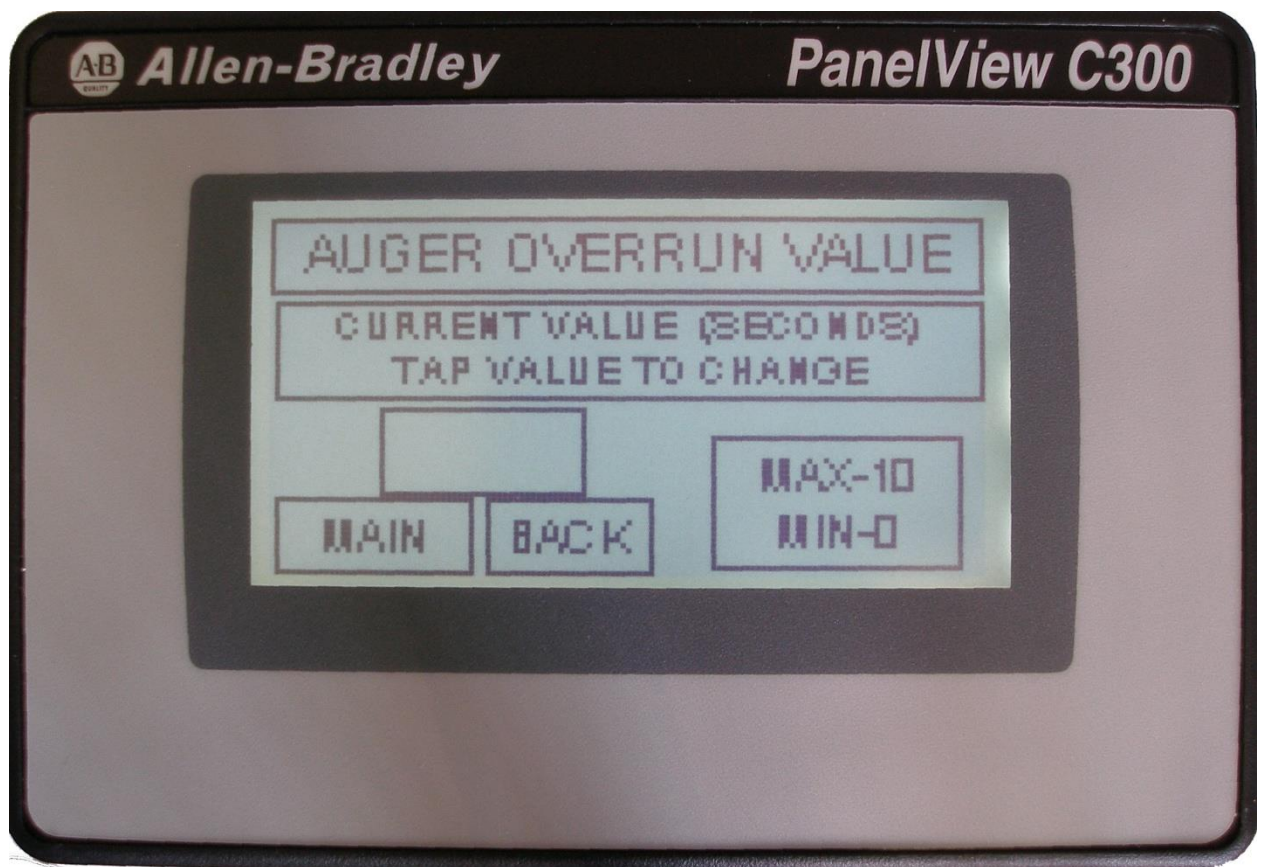 A-B QUALITY Allen-Bradley PanelView C300
AUGER OVERRUN VALUE
CURRENT VALUE (SECONDS)
TAP VALUE TO CHANGE
MAX-10
MIN-0
MAIN BACK